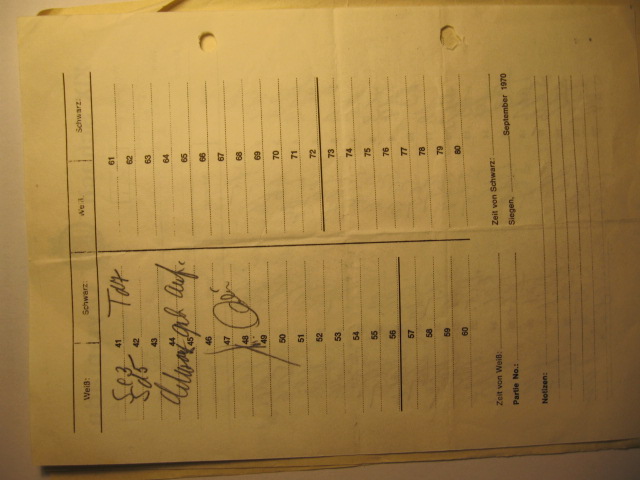 Weiß: Schwarz: Weiß. Schwarz:
Se3 41 61
Sd5 42 62
43 63
44 64
Schwarz gab auf. 45 65
46 66
47 67
48 68
49 69
50 70
51 71
52 72
53 73
54 74
55 75
56 76
57 77
58 78
59 79
60 80
Zeit von Weiß: Zeit von Schwarz:
Partie No.: Siegen, September 1970
Notizen: